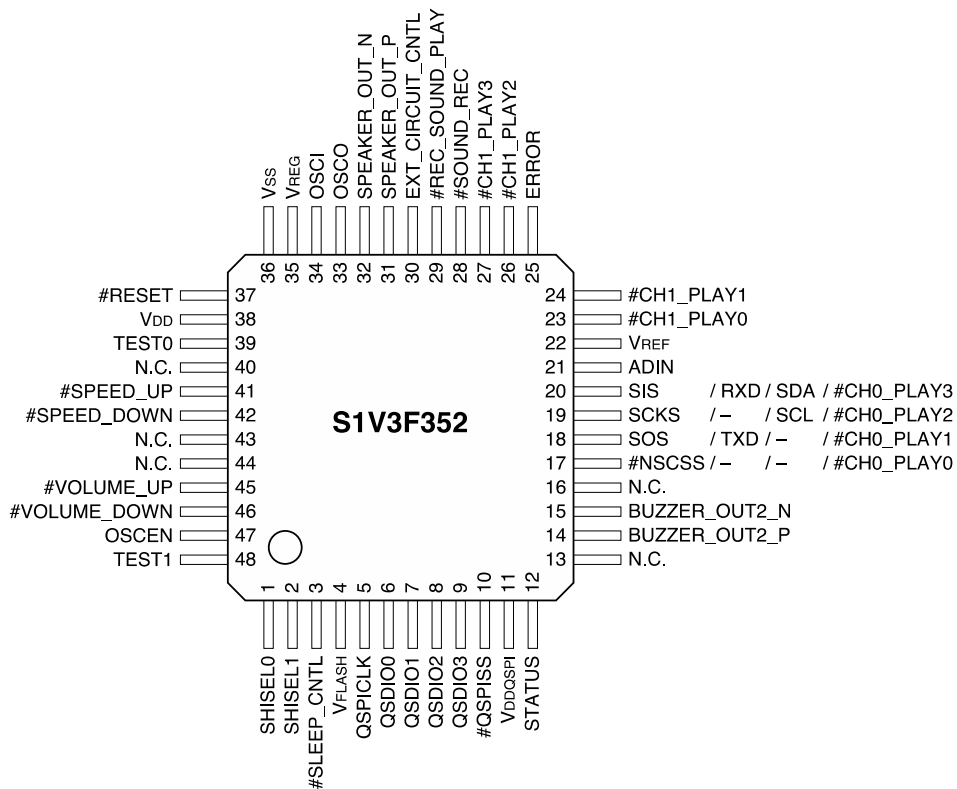 VSS
VREG
OSCI
OSCO
SPEAKER_OUT_N
SPEAKER_OUT_P
EXT_CIRCUIT_CNTL
#REC_SOUND_PLAY
#SOUND_REC
#CH1_PLAY3
#CH1_PLAY2
ERROR
36 35 34 33 32 31 30 29 28 27 26 25
#RESET 37
VDD 38
TEST0 39
N.C. 40
#SPEED_UP 41
#SPEED_DOWN 42
N.C. 43
N.C. 44
#VOLUME_UP 45
#VOLUME_DOWN 46
OSCEN 47
TEST1 48
S1V3F352
24 #CH1_PLAY1
23 #CH1_PLAY0
22 VREF
21 ADIN
20 SIS / RXD / SDA / #CH0_PLAY3
19 SCKS / – / SCL / #CH0_PLAY2
18 SOS / TXD / – / #CH0_PLAY1
17 #NSCSS / – / – / #CH0_PLAY0
16 N.C.
15 BUZZER_OUT2_N
14 BUZZER_OUT2_P
13 N.C.
1 2 3 4 5 6 7 8 9 10 11 12
SHISEL0
SHISEL1
#SLEEP_CNTL
VFLASH
QSPICLK
QSDIO0
QSDIO1
QSDIO2
QSDIO3
#QSPISS
VDDQSPI
STATUS